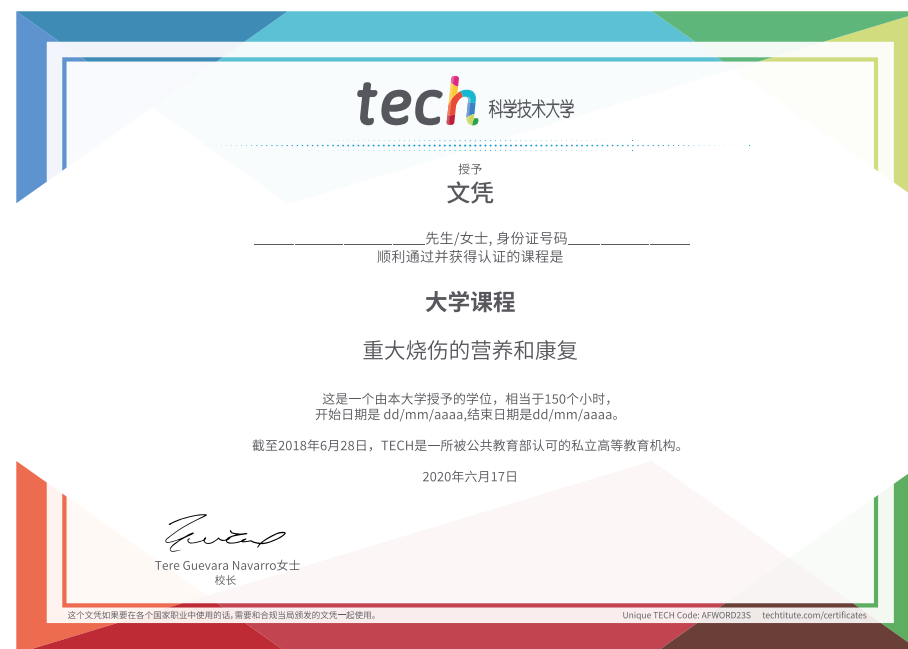 tech 科学技术大学
授予
文凭
____________________先生/女士, 身份证号码______________
顺利通过并获得认证的课程是
大学课程
重大烧伤的营养和康复
这是一个由本大学授予的学位，相当于150个小时，
开始日期是 dd/mm/aaaa,结束日期是dd/mm/aaaa。
截至2018年6月28日，TECH是一所被公共教育部认可的私立高等教育机构。
2020年六月17日
Tere Guevara Navarro女士
校长
这个文凭如果要在各个国家职业中使用的话,需要和合规当局颁发的文凭一起使用。
Unique TECH Code: AFWORD23S techtitute.com/certificates